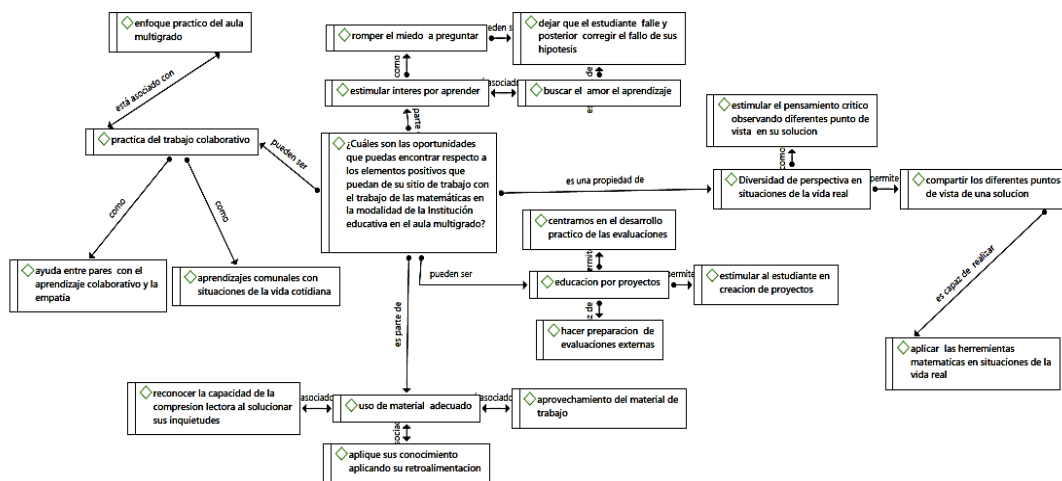 enfoque practico del aula
multigrado
romper el miedo a preguntar
dejar que el estudiante falle y
posterior corregir el fallo de sus
hipotesis
está asociado con
como
estimular interes por aprender
buscar el amor el aprendizaje
estimular el pensamiento crítico
observando diferentes punto de
vista en su solucion
practica del trabajo colaborativo
pueden ser
¿Cuáles son las oportunidades
que puedas encontrar respecto a
los elementos positivos que
puedan de su sitio de trabajo con
el trabajo de las matemáticas en
la modalidad de la Institución
educativa en el aula multigrado?
es una propiedad de
como
Diversidad de perspectiva en
situaciones de la vida real
permite
compartir los diferentes puntos
de vista de una solucion
como
como
centrarnos en el desarrollo
practico de las evaluaciones
ayuda entre pares con el
aprendizaje colaborativo y la
empatia
aprendizajes comunales con
situaciones de la vida cotidiana
pueden ser
educacion por proyectos
permite
estimular al estudiante en
creacion de proyectos
es capaz de realizar
hacer preparacion de
evaluaciones externas
es parte de
aplicar las herremientas
matematicas en situaciones de la
vida real
reconocer la capacidad de la
compresion lectora al solucionar
sus inquietudes
uso de material adecuado
aprovechamiento del material de
trabajo
aplique sus conocimiento
aplicando su retroalimentacion